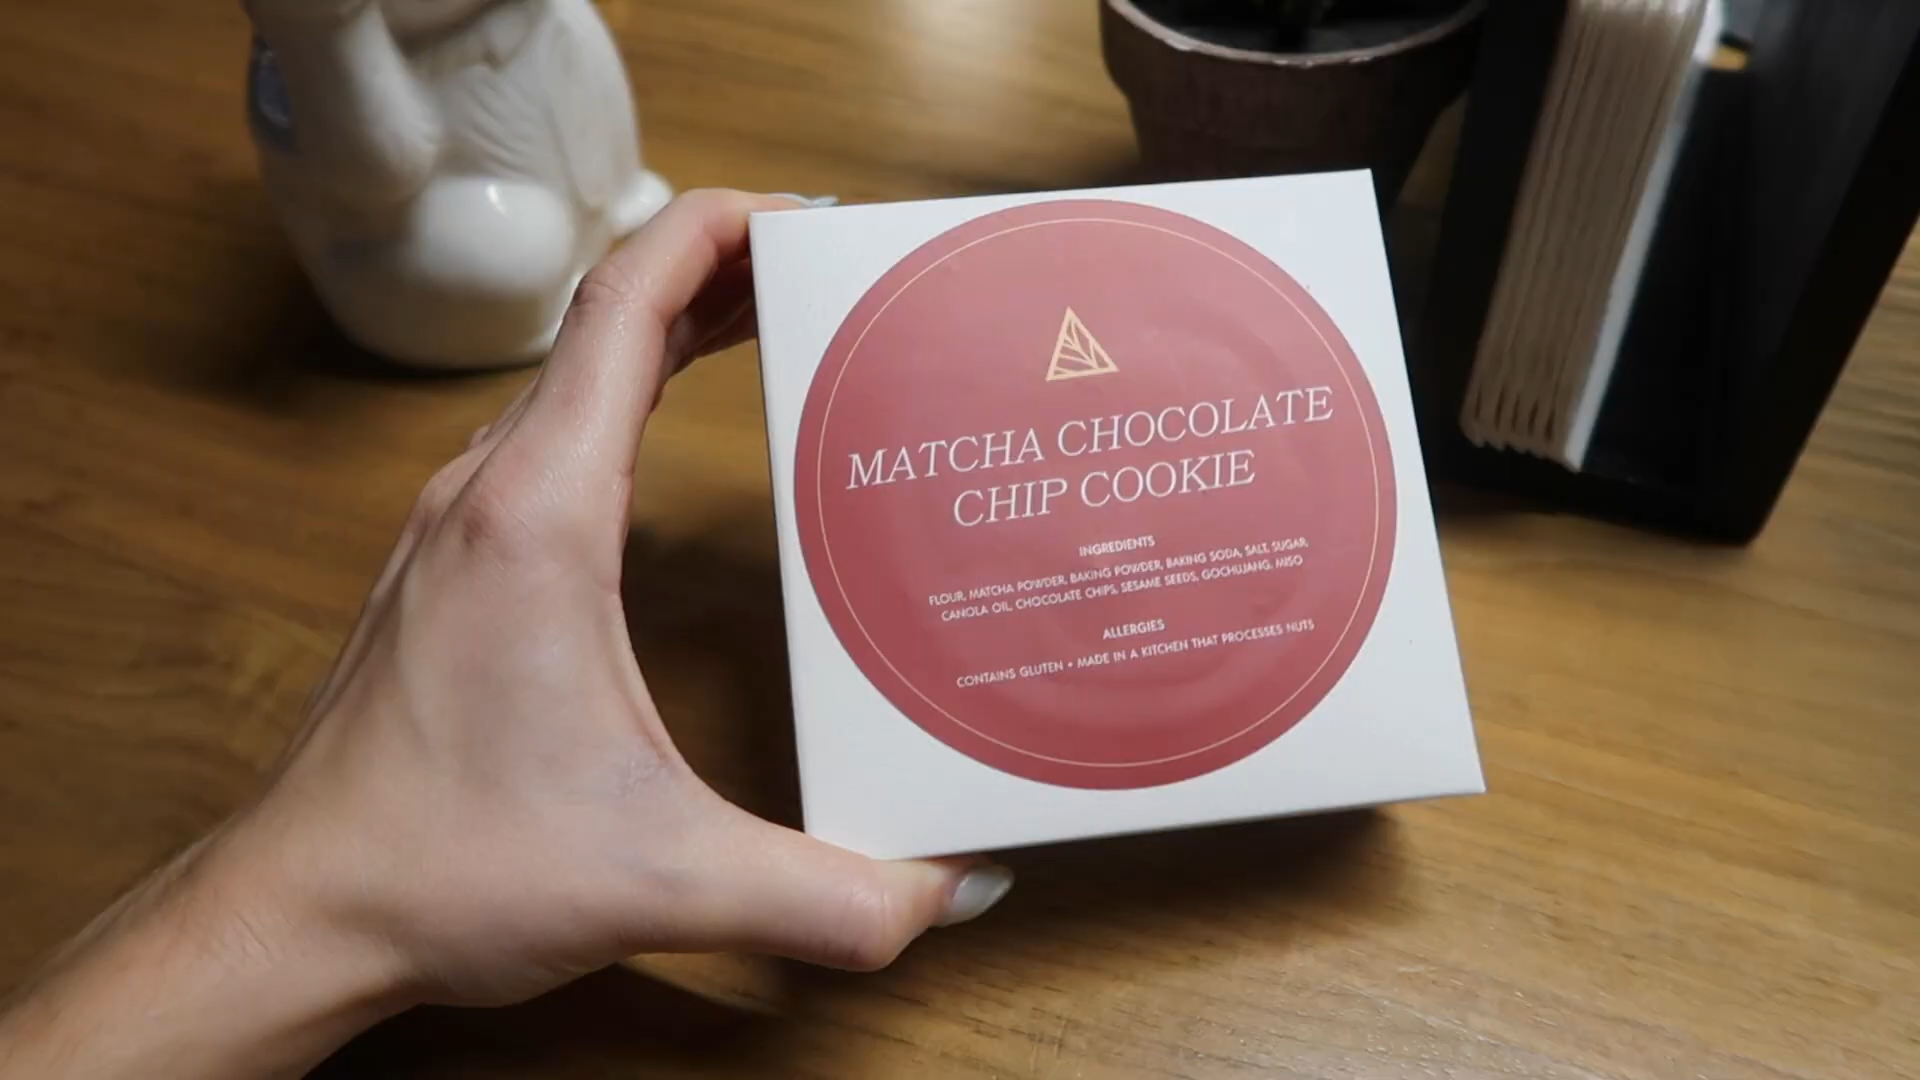 MATCHA CHOCOLATE
CHIP COOKIE
INGREDIENTS
FLOUR, MATCHA POWDER, BAKING POWDER, BAKING SODA, SALT, SUGAR,
CANOLA OIL, CHOCOLATE CHIPS, SESAME SEEDS, GOCHUJANG, MISO
ALLERGIES
CONTAINS GLUTEN • MADE IN A KITCHEN THAT PROCESSES NUTS